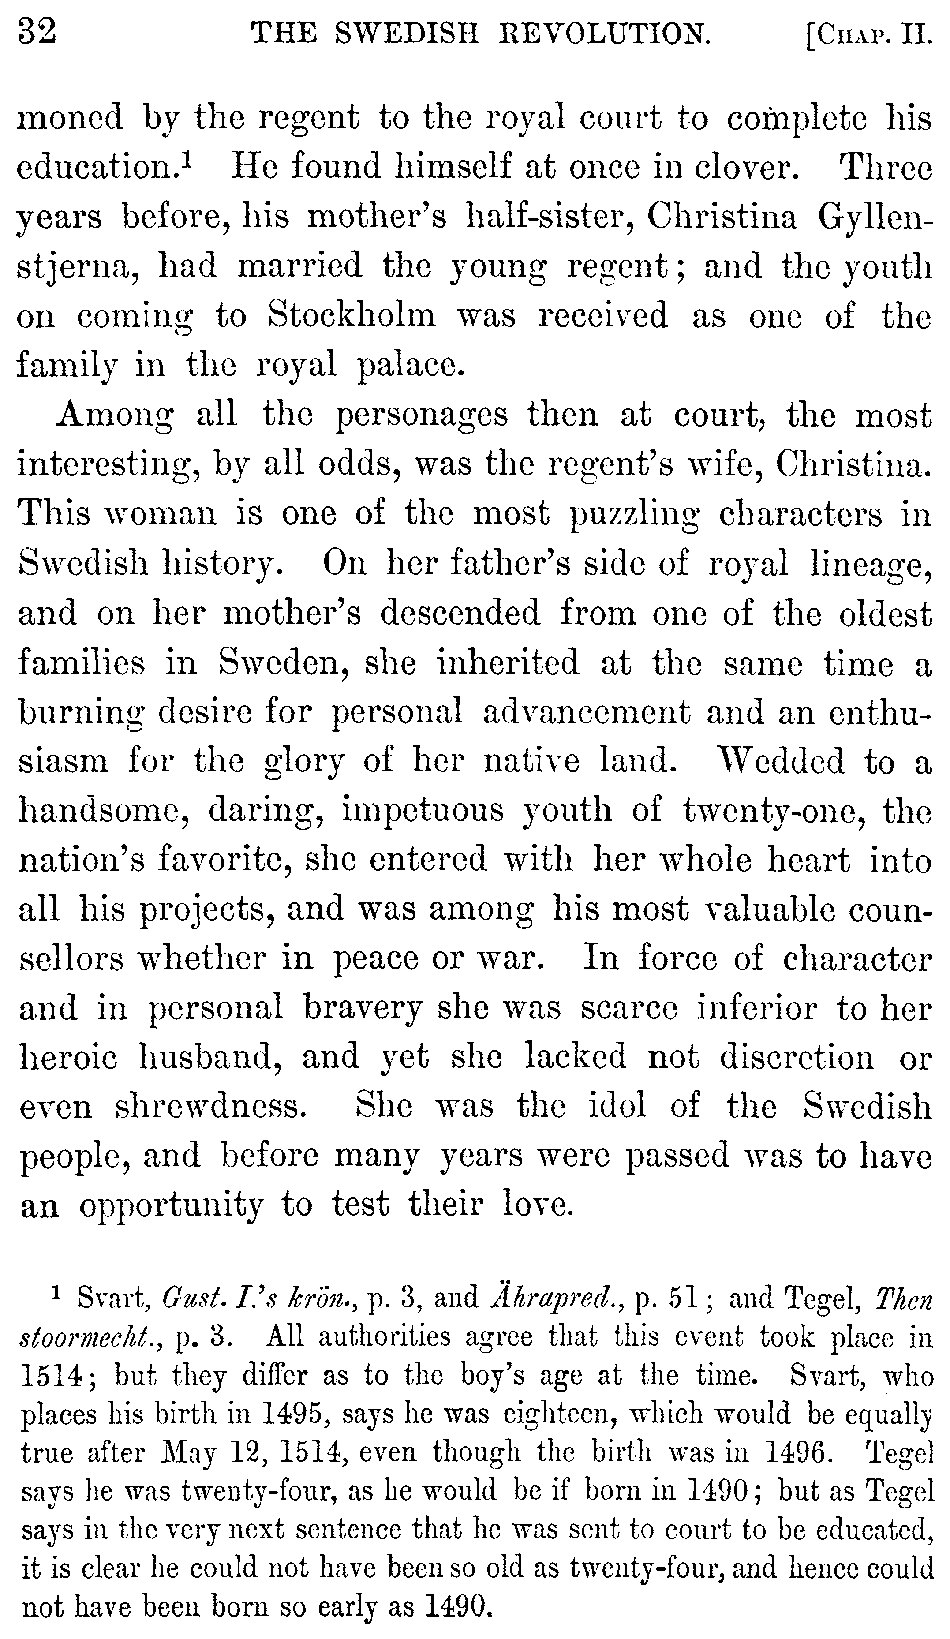 32 THE SWEDISH REVOLUTION. [CHAP. II.
moned by the regent to the royal court to complete his
education.¹ He found himself at once in clover. Three
years before, his mother's half-sister, Christina Gyllen-
stjerna, had married the young regent; and the youth
on coming to Stockholm was received as one of the
family in the royal palace.
Among all the personages then at court, the most
interesting, by all odds, was the regent's wife, Christina.
This woman is one of the most puzzling characters in
Swedish history. On her father's side of royal lineage,
and on her mother's descended from one of the oldest
families in Sweden, she inherited at the same time a
burning desire for personal advancement and an enthu-
siasm for the glory of her native land. Wedded to a
handsome, daring, impetuous youth of twenty-one, the
nation's favorite, she entered with her whole heart into
all his projects, and was among his most valuable coun-
sellors whether in peace or war. In force of character
and in personal bravery she was scarce inferior to her
heroic husband, and yet she lacked not discretion or
even shrewdness. She was the idol of the Swedish
people, and before many years were passed was to have
an opportunity to test their love.
¹ Svart, Gust. I.'s krön., p. 3, and Ährapred., p. 51; and Tegel, Then
stoormecht., p. 3. All authorities agree that this event took place in
1514; but they differ as to the boy's age at the time. Svart, who
places his birth in 1495, says he was eighteen, which would be equally
true after May 12, 1514, even though the birth was in 1496. Tegel
says he was twenty-four, as he would be if born in 1490; but as Tegel
says in the very next sentence that he was sent to court to be educated,
it is clear he could not have been so old as twenty-four, and hence could
not have been born so early as 1490.